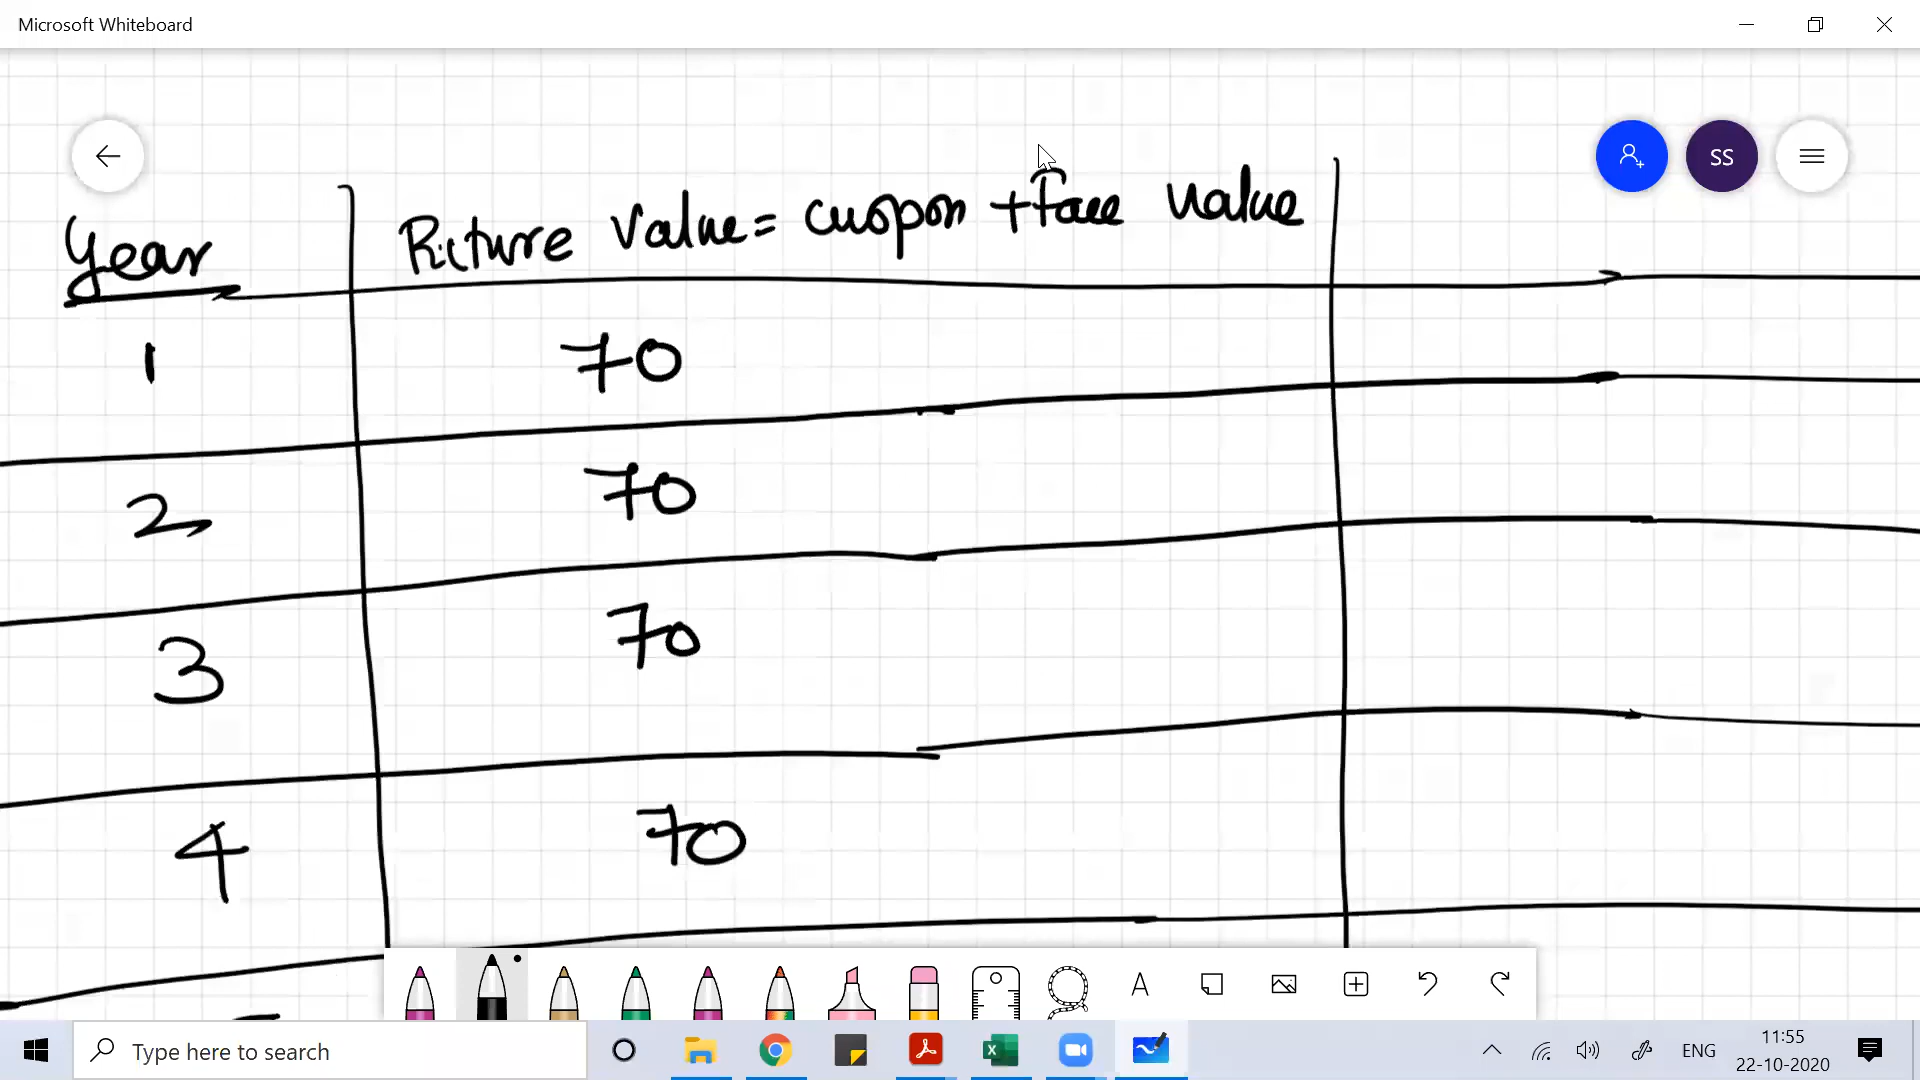 Microsoft Whiteboard
SS
Year Ricture Value = cuopon + face value
1 70
2 70
3 70
4 70
A
Type here to search
ENG
11:55
22-10-2020